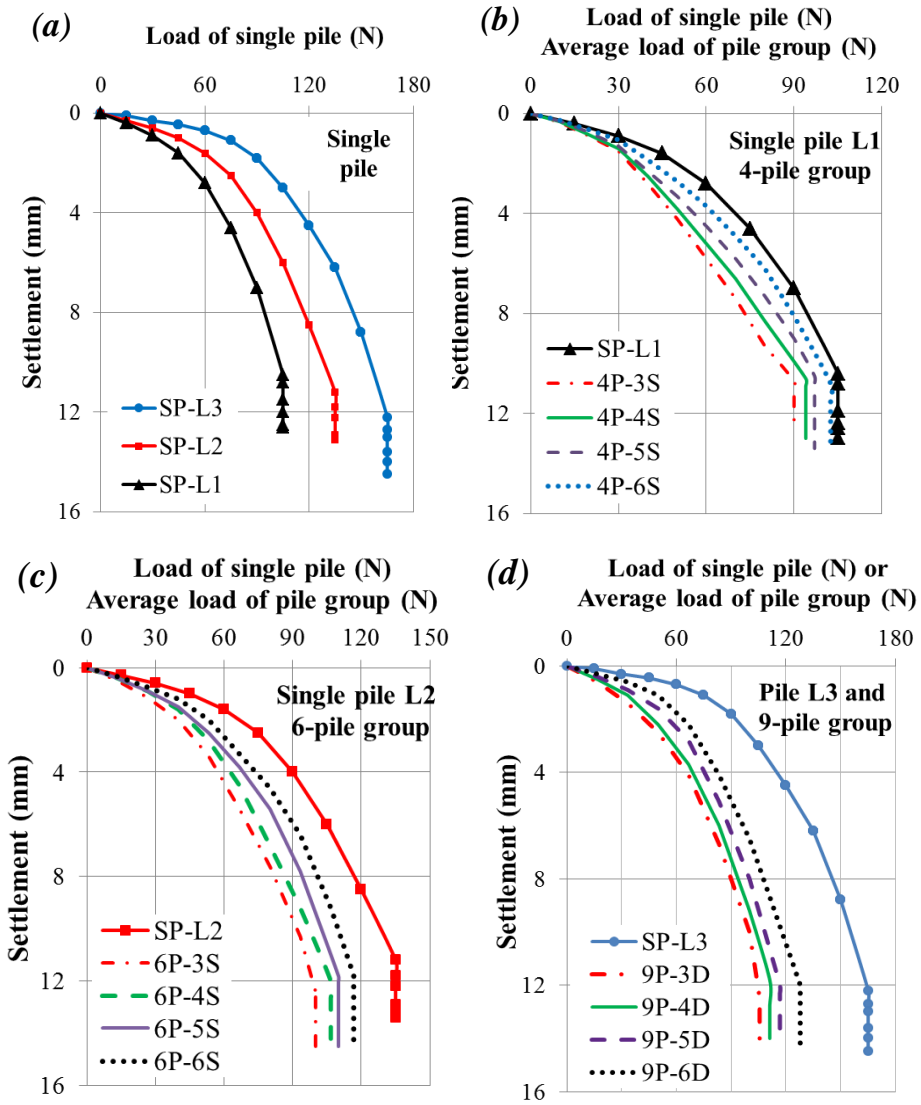 (a)
Load of single pile (N)
0 60 120 180
0
4
8
12
16
Settlement (mm)
Single
pile
SP-L3
SP-L2
SP-L1
(b)
Load of single pile (N)
Average load of pile group (N)
0 30 60 90 120
0
4
8
12
16
Settlement (mm)
Single pile L1
4-pile group
SP-L1
4P-3S
4P-4S
4P-5S
4P-6S
(c)
Load of single pile (N)
Average load of pile group (N)
0 30 60 90 120 150
0
4
8
12
16
Settlement (mm)
Single pile L2
6-pile group
SP-L2
6P-3S
6P-4S
6P-5S
6P-6S
(d)
Load of single pile (N) or
Average load of pile group (N)
0 60 120 180
0
4
8
12
16
Settlement (mm)
Pile L3 and
9-pile group
SP-L3
9P-3D
9P-4D
9P-5D
9P-6D